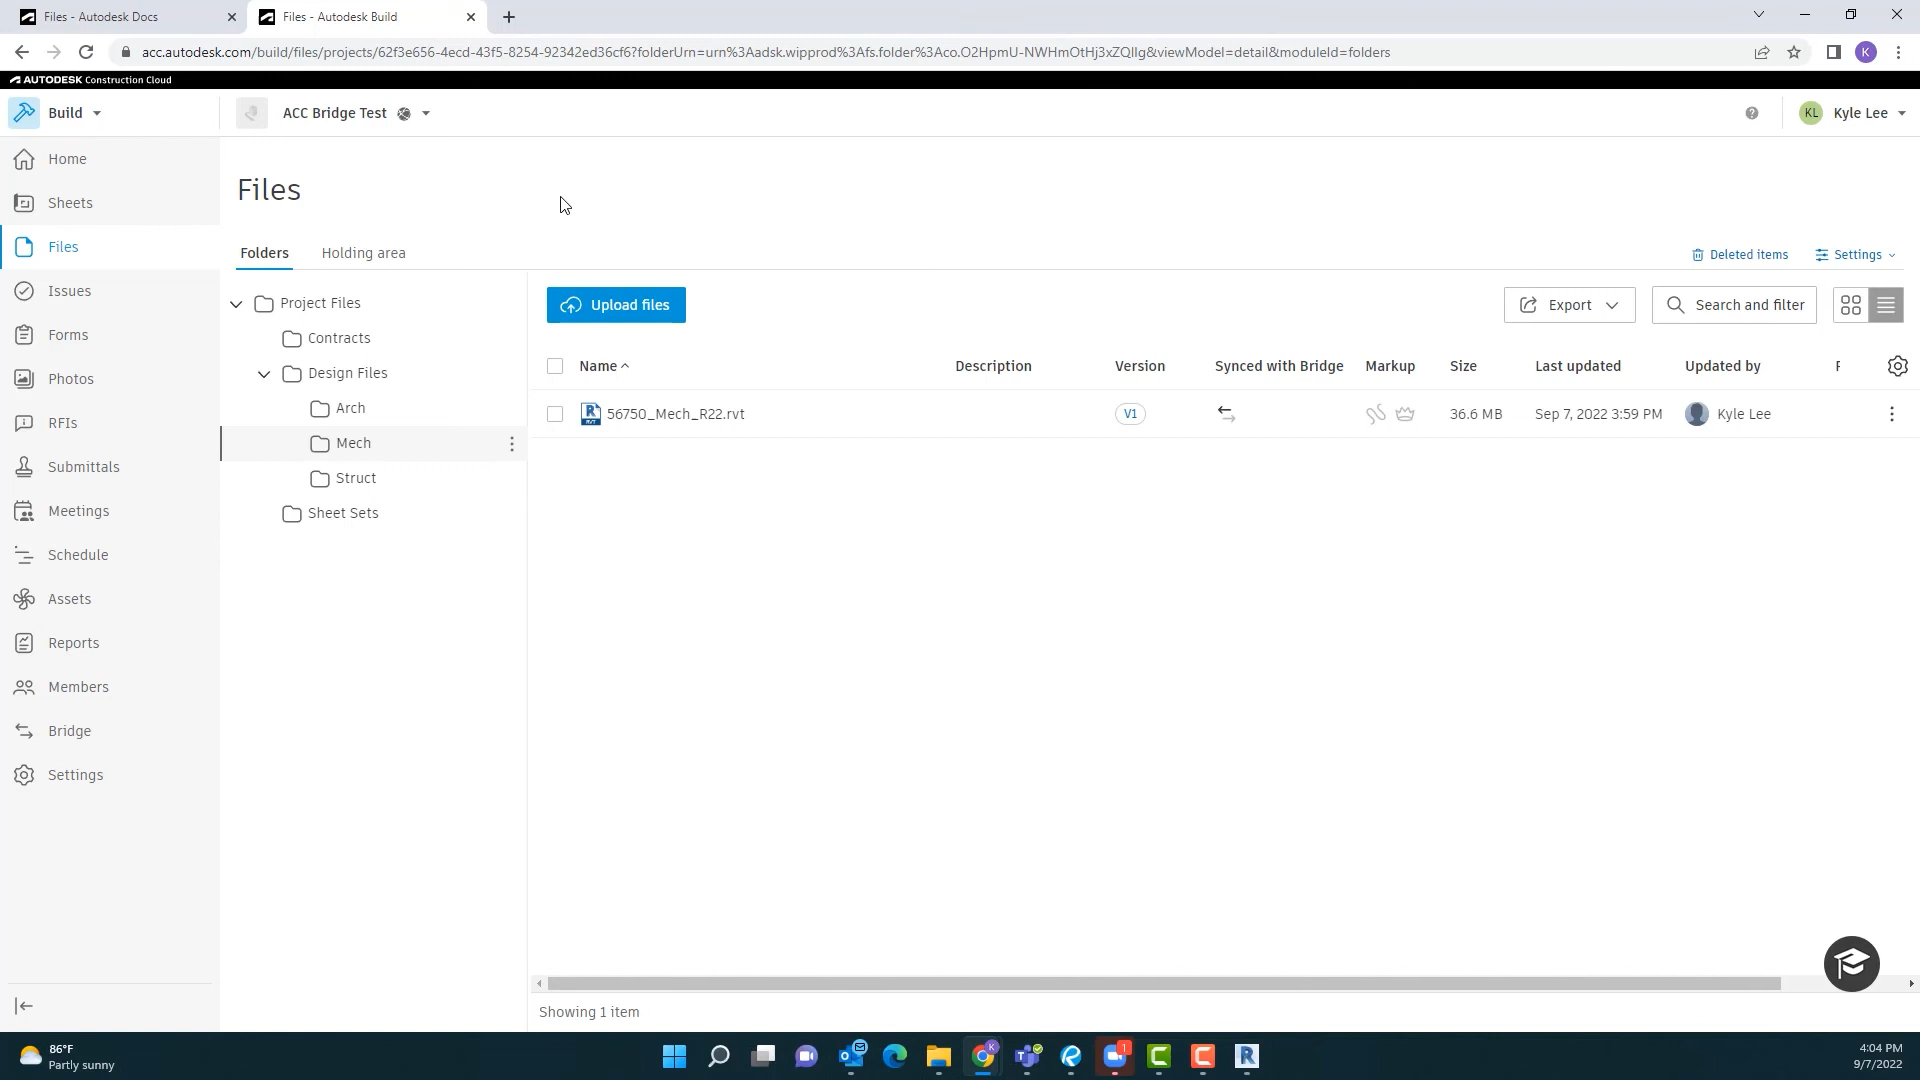 Files - Autodesk Docs
Files - Autodesk Build
acc.autodesk.com/build/files/projects/62f3e656-4ecd-43f5-8254-92342ed36cf6?folderUrn=urn%3Aadsk.wipprod%3Afs.folder%3Aco.O2HpmU-NWHmOtHj3xZQlIg&viewModel=detail&moduleId=folders
K
AUTODESK Construction Cloud
Build
ACC Bridge Test
KL
Kyle Lee
Home
Sheets
Files
Issues
Forms
Photos
RFIs
Submittals
Meetings
Schedule
Assets
Reports
Members
Bridge
Settings
Files
Folders
Holding area
Deleted items
Settings
Project Files
Contracts
Design Files
Arch
Mech
Struct
Sheet Sets
Upload files
Export
Search and filter
Name
Description
Version
Synced with Bridge
Markup
Size
Last updated
Updated by
R RVT
56750_Mech_R22.rvt
V1
36.6 MB
Sep 7, 2022 3:59 PM
Kyle Lee
Showing 1 item
86°F
Partly sunny
K
1
4:04 PM
9/7/2022